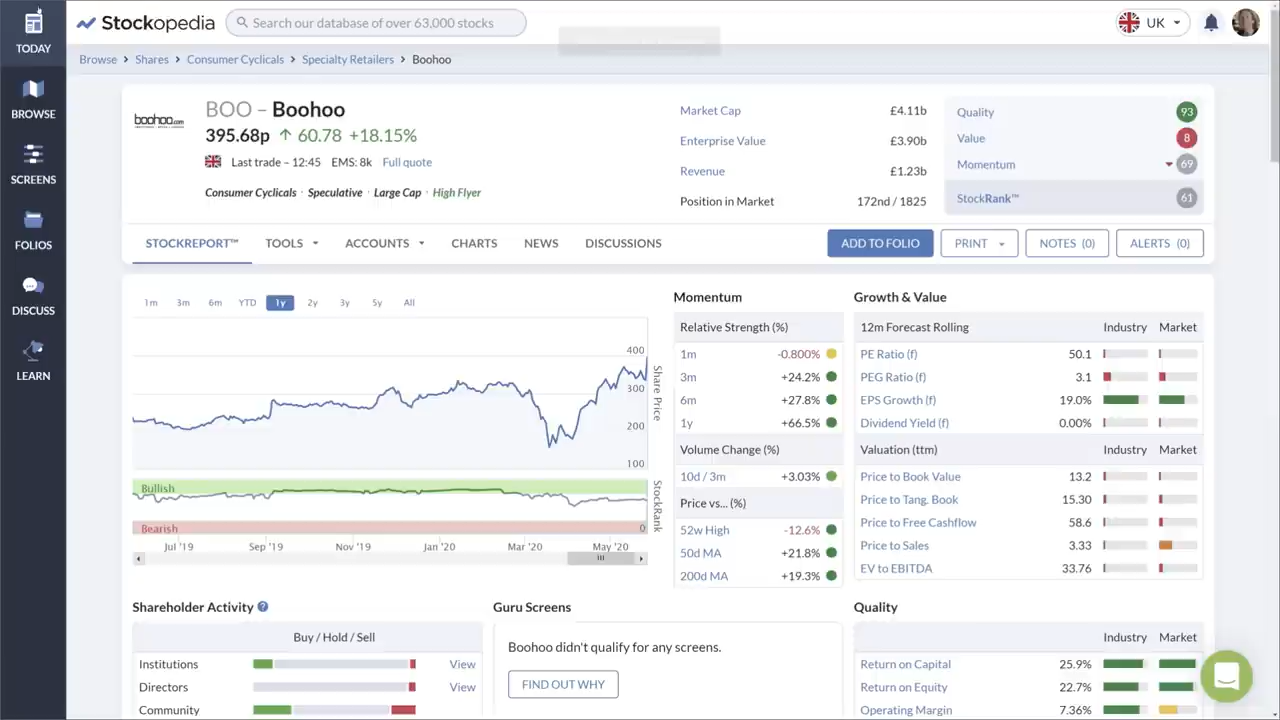 TODAY
BROWSE
SCREENS
FOLIOS
DISCUSS
LEARN
Stockopedia
Search our database of over 63,000 stocks
UK
Browse > Shares > Consumer Cyclicals > Specialty Retailers > Boohoo
boohoo.com
BOO – Boohoo
395.68p ↑ 60.78 +18.15%
Last trade – 12:45 EMS: 8k Full quote
Consumer Cyclicals · Speculative · Large Cap · High Flyer
Market Cap £4.11b
Enterprise Value £3.90b
Revenue £1.23b
Position in Market 172nd / 1825
Quality 93
Value 8
Momentum 69
StockRank™ 61
STOCKREPORT™ TOOLS ACCOUNTS CHARTS NEWS DISCUSSIONS
ADD TO FOLIO PRINT NOTES (0) ALERTS (0)
1m 3m 6m YTD 1y 2y 3y 5y All
400
300
200
100
Share Price
Bullish
Bearish
0
StockRank
Jul '19 Sep '19 Nov '19 Jan '20 Mar '20 May '20
Momentum
Relative Strength (%)
1m -0.800%
3m +24.2%
6m +27.8%
1y +66.5%
Volume Change (%)
10d / 3m +3.03%
Price vs... (%)
52w High -12.6%
50d MA +21.8%
200d MA +19.3%
Growth & Value
12m Forecast Rolling Industry Market
PE Ratio (f) 50.1
PEG Ratio (f) 3.1
EPS Growth (f) 19.0%
Dividend Yield (f) 0.00%
Valuation (ttm) Industry Market
Price to Book Value 13.2
Price to Tang. Book 15.30
Price to Free Cashflow 58.6
Price to Sales 3.33
EV to EBITDA 33.76
Shareholder Activity ?
Buy / Hold / Sell
Institutions View
Directors View
Community
Guru Screens
Boohoo didn't qualify for any screens.
FIND OUT WHY
Quality
Industry Market
Return on Capital 25.9%
Return on Equity 22.7%
Operating Margin 7.36%